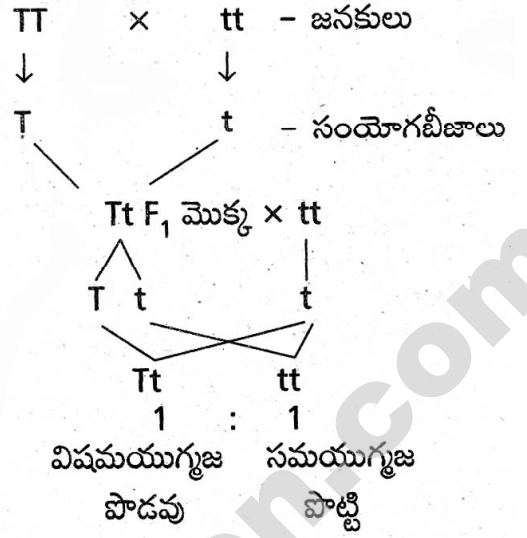 TT × tt – జనకులు
T t – సంయోగబీజాలు
Tt F₁ మొక్క × tt
T t t
Tt tt
1 : 1
విషమయుగ్మజ సమయుగ్మజ
పొడవు పొట్టి